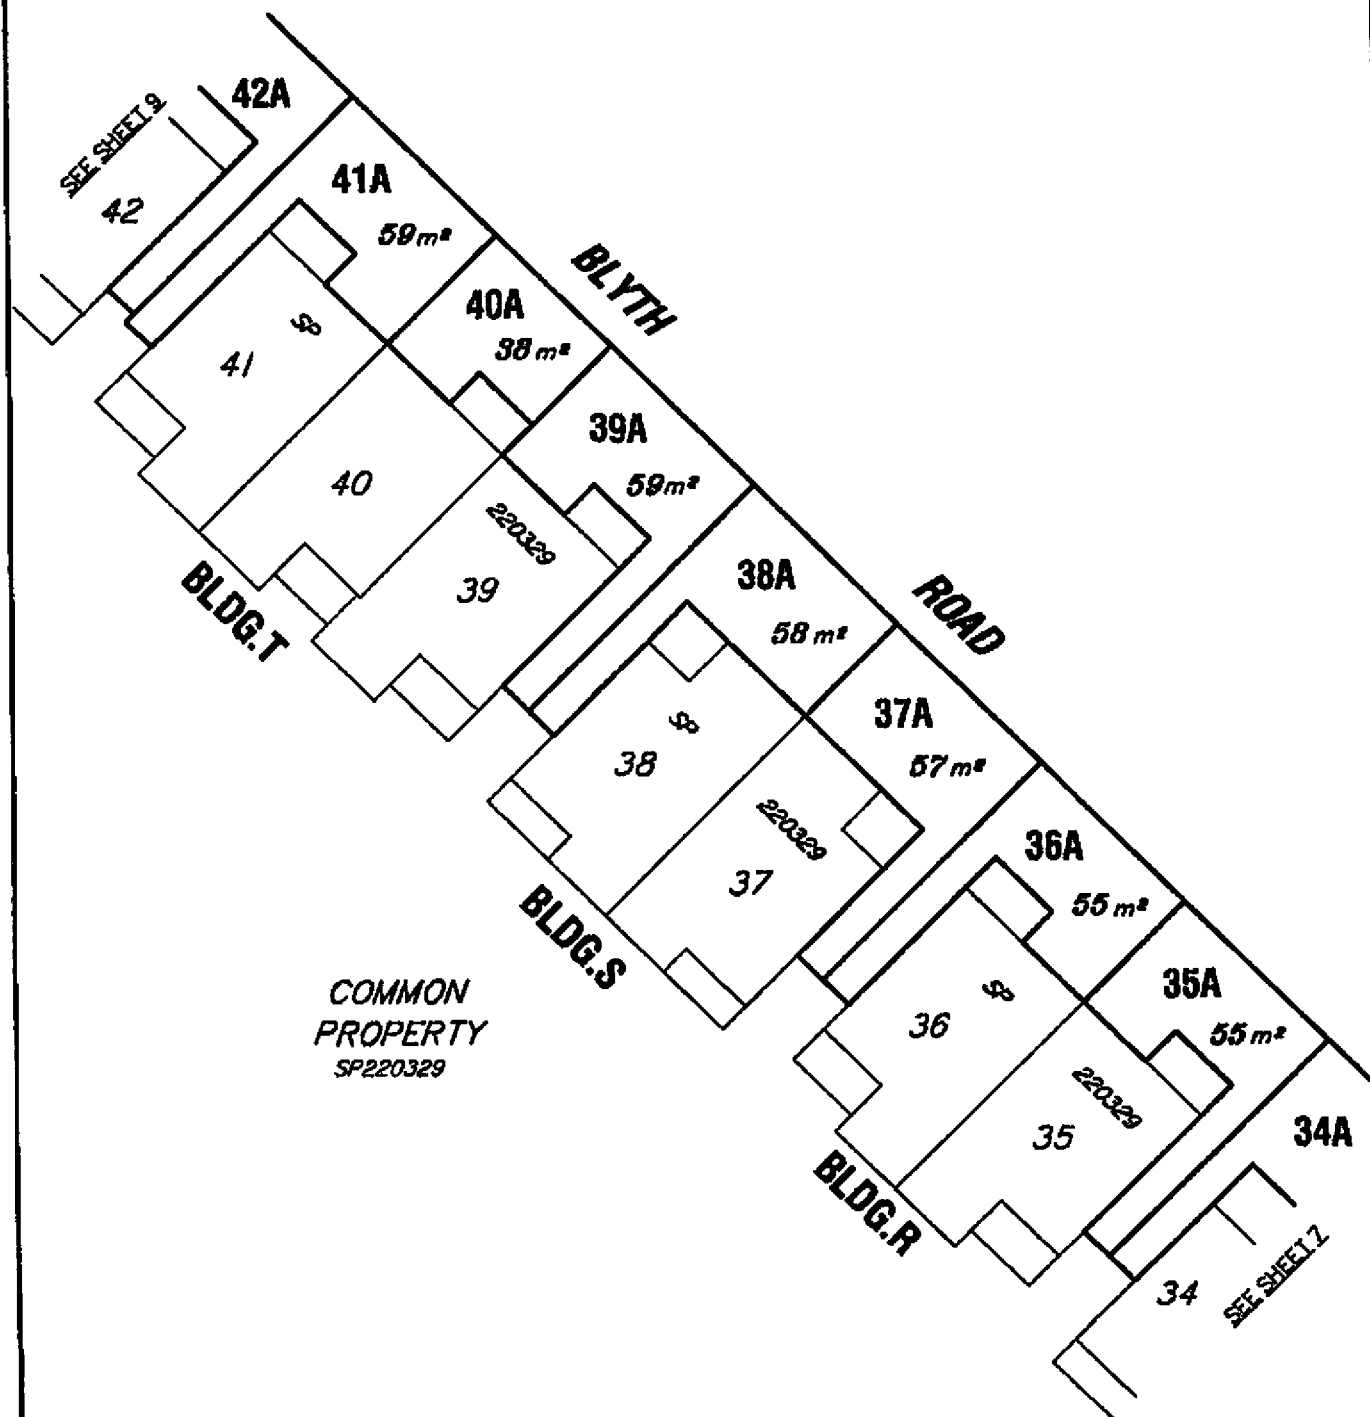 42A
SEE SHEET 9
42
41A
59m²
BLYTH
40A
38m²
SP
41
39A
59m²
40
220329
39
BLDG.T
38A
58m²
ROAD
37A
57m²
SP
38
220329
37
BLDG.S
36A
55m²
35A
55m²
COMMON
PROPERTY
SP220329
SP
36
220329
35
34A
BLDG.R
34
SEE SHEET 7